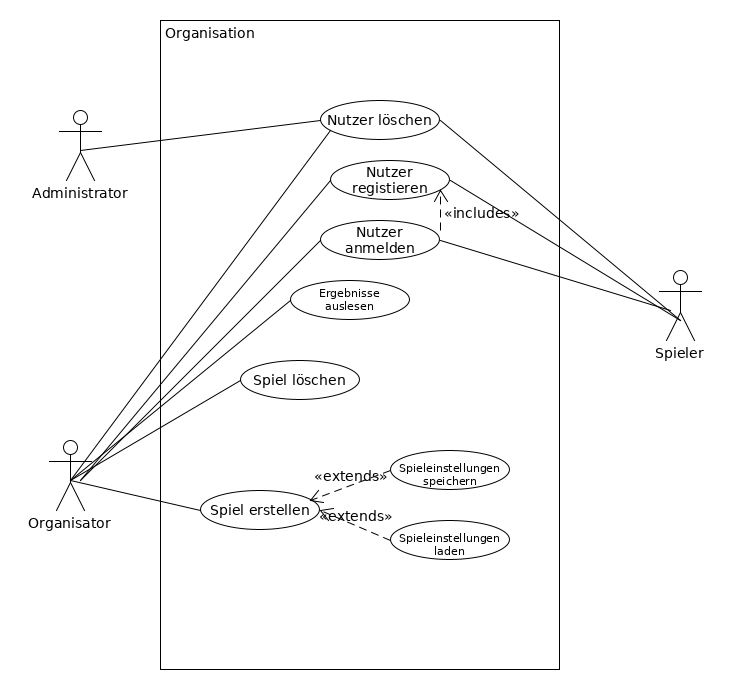 Organisation
Nutzer löschen
Administrator
Nutzer
registieren
«includes»
Nutzer
anmelden
Ergebnisse
auslesen
Spieler
Spiel löschen
Spieleinstellungen
speichern
«extends»
Spiel erstellen
«extends»
Organisator
Spieleinstellungen
laden